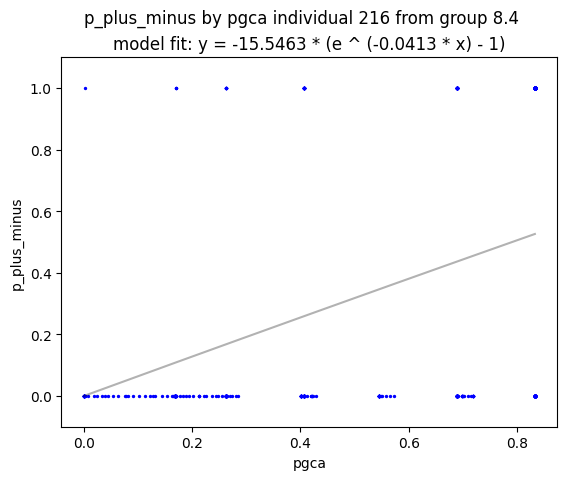 p_plus_minus by pgca individual 216 from group 8.4
model fit: y = -15.5463 * (e ^ (-0.0413 * x) - 1)
1.0
0.8
0.6
0.4
0.2
0.0
p_plus_minus
0.0 0.2 0.4 0.6 0.8
pgca